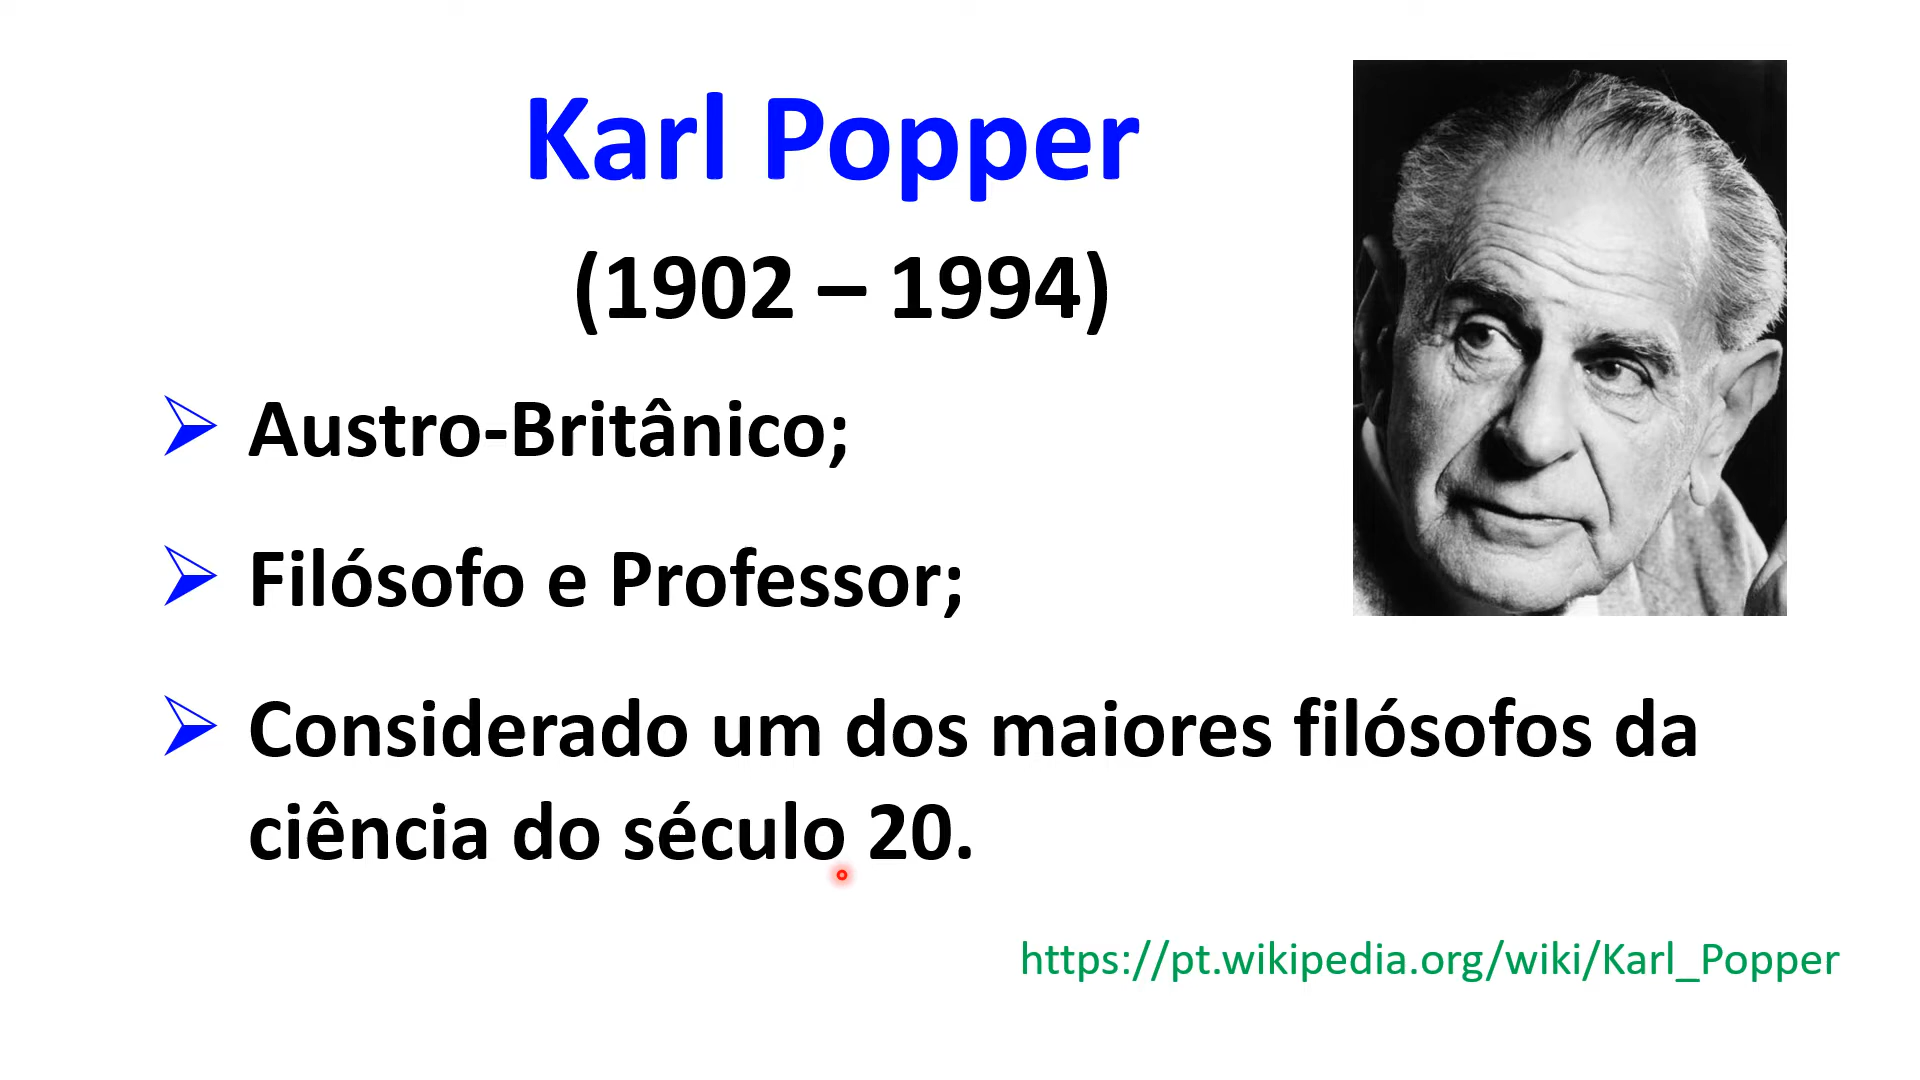 Karl Popper
(1902 – 1994)
Austro-Britânico;
Filósofo e Professor;
Considerado um dos maiores filósofos da
ciência do século 20.
https://pt.wikipedia.org/wiki/Karl_Popper